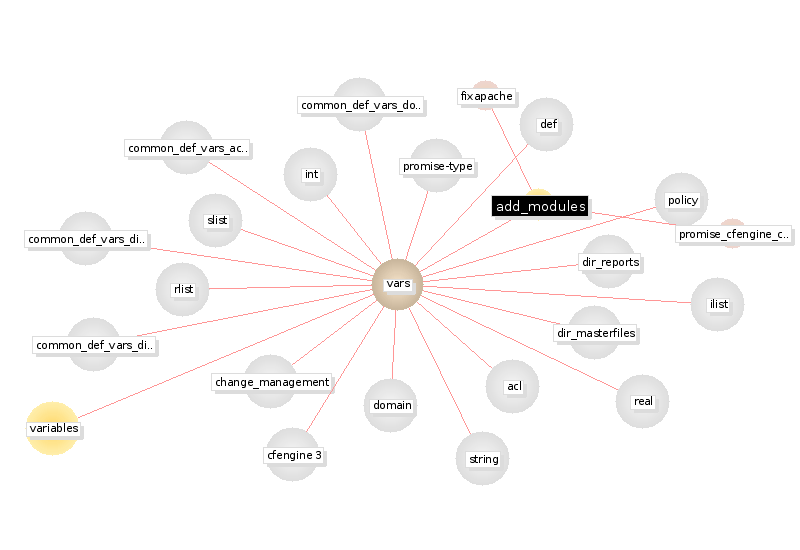 fixapache
common_def_vars_do..
def
common_def_vars_ac..
promise-type
int
policy
add_modules
slist
promise_cfengine_c..
common_def_vars_di..
dir_reports
vars
rlist
ilist
dir_masterfiles
common_def_vars_di..
change_management
acl
real
domain
variables
cfengine 3
string